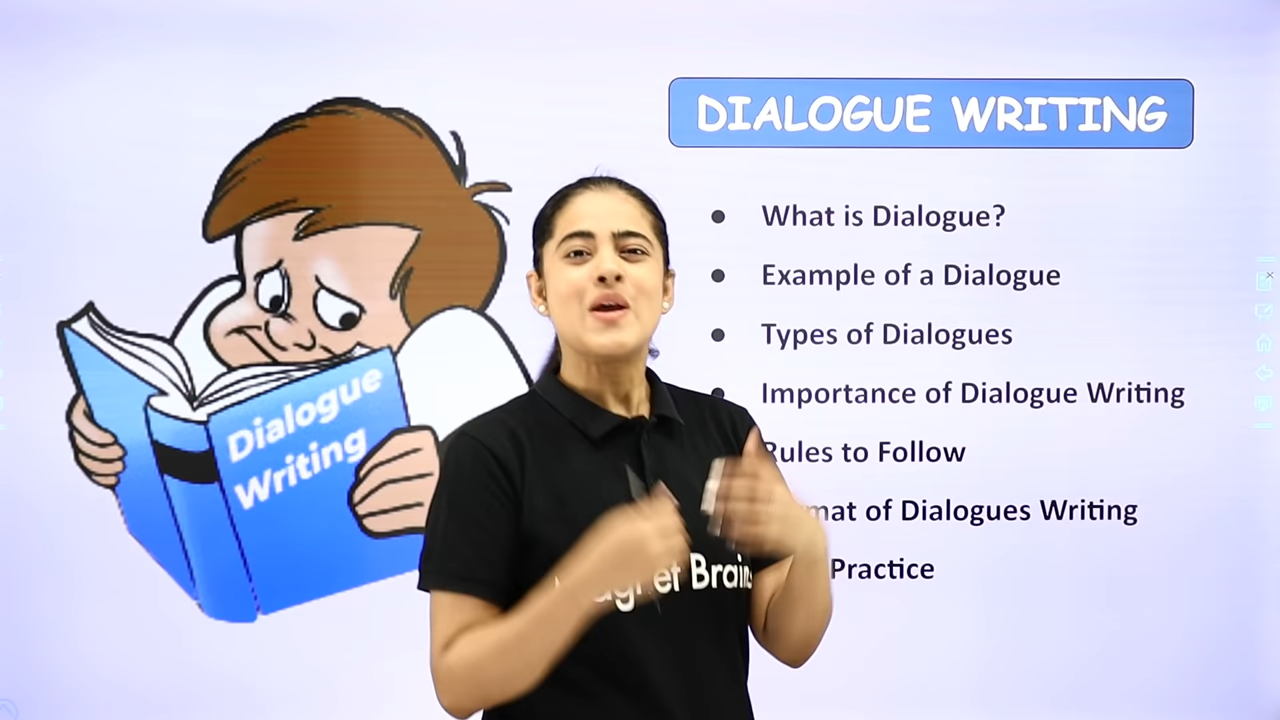 DIALOGUE WRITING
What is Dialogue?
Example of a Dialogue
Types of Dialogues
Importance of Dialogue Writing
Rules to Follow
mat of Dialogues Writing
Practice
Dialogue
Writing